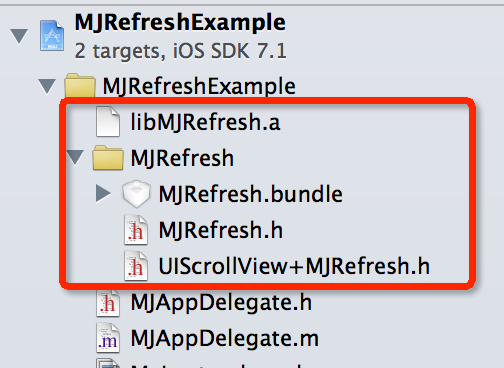 MJRefreshExample
2 targets, iOS SDK 7.1
MJRefreshExample
libMJRefresh.a
MJRefresh
MJRefresh.bundle
.h MJRefresh.h
.h UIScrollView+MJRefresh.h
.h MJAppDelegate.h
.m MJAppDelegate.m